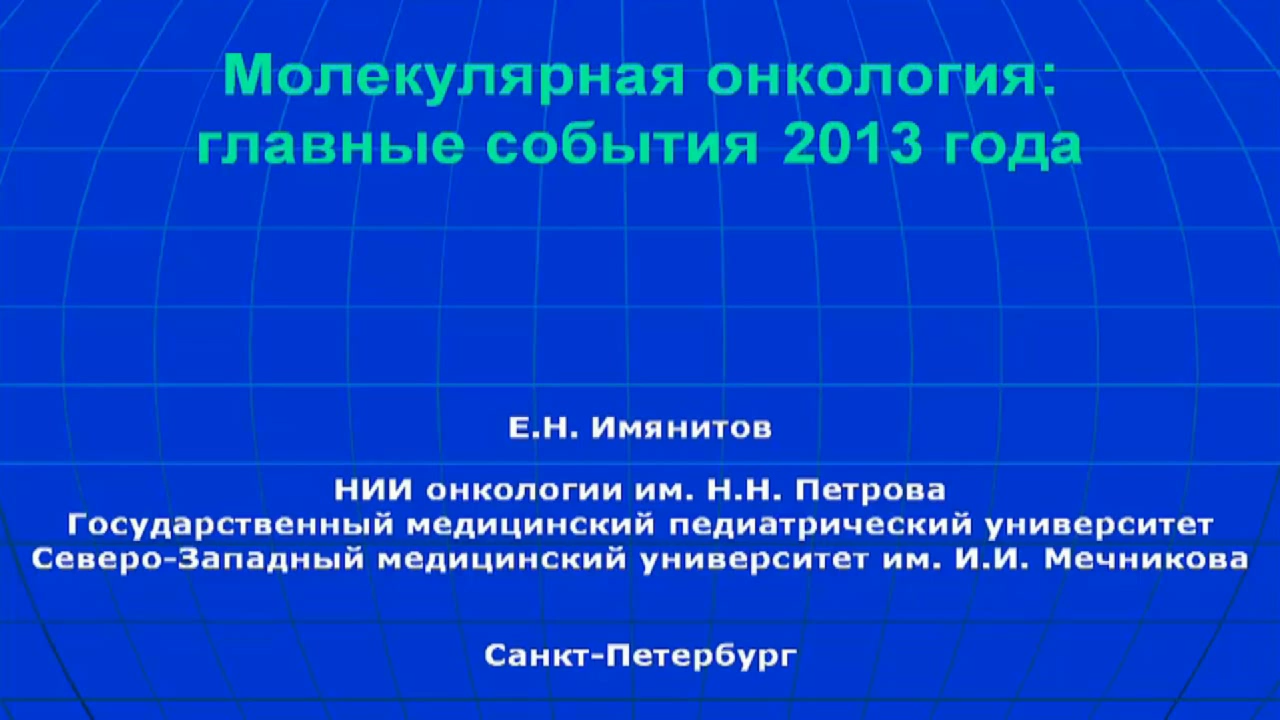 Молекулярная онкология:
главные события 2013 года
Е.Н. Имянитов
НИИ онкологии им. Н.Н. Петрова
Государственный медицинский педиатрический университет
Северо-Западный медицинский университет им. И.И. Мечникова
Санкт-Петербург